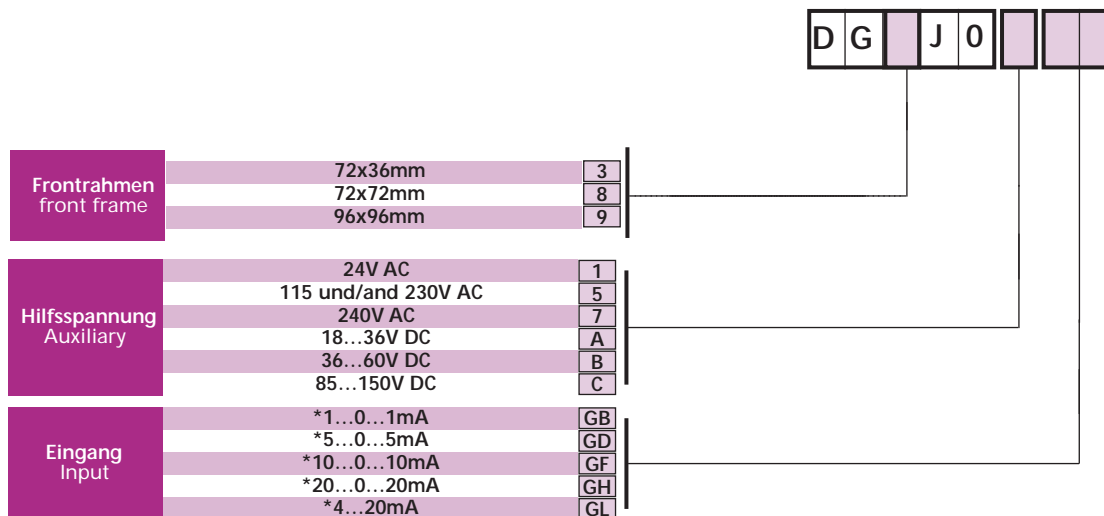 D G J 0
Frontrahmen
front frame
72x36mm 3
72x72mm 8
96x96mm 9
Hilfsspannung
Auxiliary
24V AC 1
115 und/and 230V AC 5
240V AC 7
18...36V DC A
36...60V DC B
85...150V DC C
Eingang
Input
*1...0...1mA GB
*5...0...5mA GD
*10...0...10mA GF
*20...0...20mA GH
*4...20mA GL